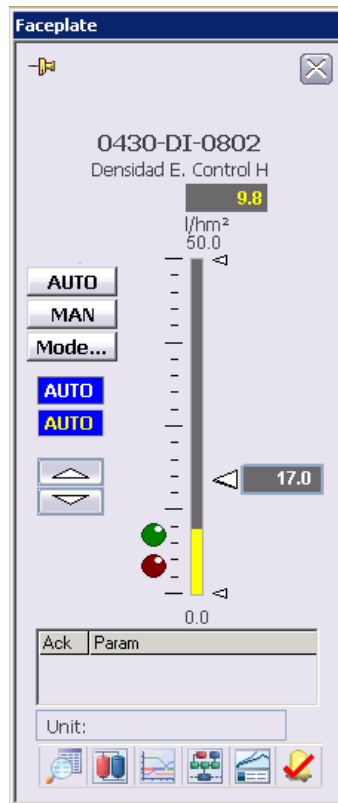 Faceplate
0430-DI-0802
Densidad E. Control H
9.8
l/hm²
50.0
AUTO
MAN
Mode...
AUTO
AUTO
17.0
0.0
Ack Param
Unit: